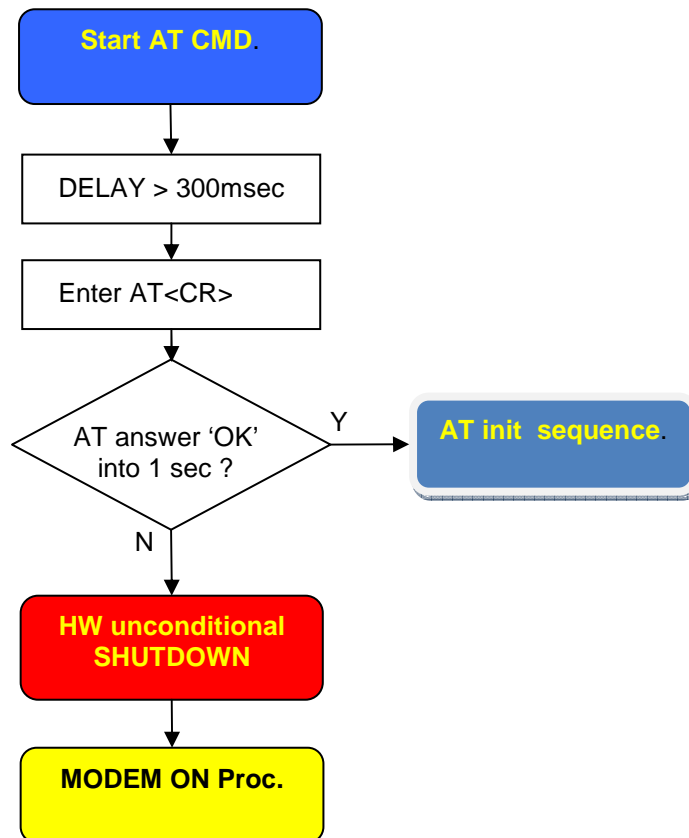 Start AT CMD.
DELAY > 300msec
Enter AT<CR>
AT answer ‘OK’
into 1 sec ?
Y
AT init sequence.
N
HW unconditional
SHUTDOWN
MODEM ON Proc.